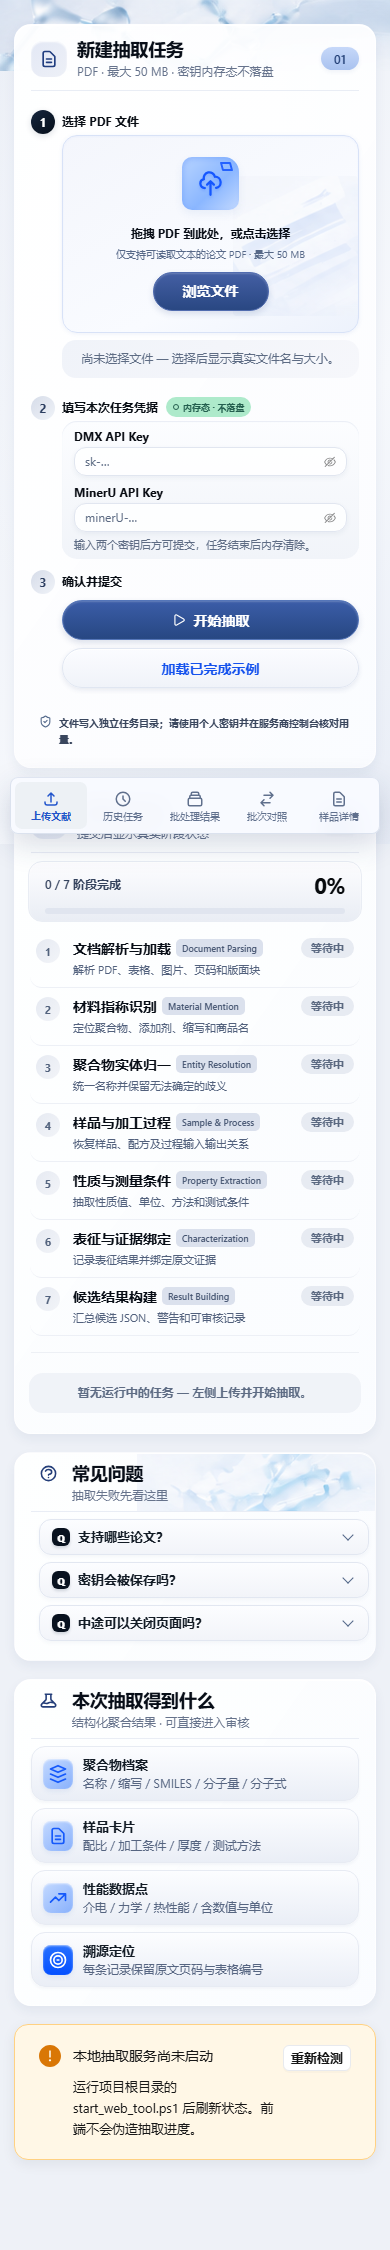 新建抽取任务
PDF · 最大 50 MB · 密钥内存态不落盘
01
1 选择 PDF 文件
拖拽 PDF 到此处，或点击选择
仅支持可读取文本的论文 PDF · 最大 50 MB
浏览文件
尚未选择文件 — 选择后显示真实文件名与大小。
2 填写本次任务凭据 内存态 · 不落盘
DMX API Key
sk-...
MinerU API Key
minerU-...
输入两个密钥后方可提交，任务结束后内存清除。
3 确认并提交
开始抽取
加载已完成示例
文件写入独立任务目录；请使用个人密钥并在服务商控制台核对用
量。
上传文献 历史任务 批处理结果 批次对照 样品详情
提交后显示真实阶段状态
0 / 7 阶段完成 0%
1 文档解析与加载 Document Parsing 等待中
解析 PDF、表格、图片、页码和版面块
2 材料指称识别 Material Mention 等待中
定位聚合物、添加剂、缩写和商品名
3 聚合物实体归一 Entity Resolution 等待中
统一名称并保留无法确定的歧义
4 样品与加工过程 Sample & Process 等待中
恢复样品、配方及过程输入输出关系
5 性质与测量条件 Property Extraction 等待中
抽取性质值、单位、方法和测试条件
6 表征与证据绑定 Characterization 等待中
记录表征结果并绑定原文证据
7 候选结果构建 Result Building 等待中
汇总候选 JSON、警告和可审核记录
暂无运行中的任务 — 左侧上传并开始抽取。
常见问题
抽取失败先看这里
Q 支持哪些论文？
Q 密钥会被保存吗？
Q 中途可以关闭页面吗？
本次抽取得到什么
结构化聚合结果 · 可直接进入审核
聚合物档案
名称 / 缩写 / SMILES / 分子量 / 分子式
样品卡片
配比 / 加工条件 / 厚度 / 测试方法
性能数据点
介电 / 力学 / 热性能 / 含数值与单位
溯源定位
每条记录保留原文页码与表格编号
本地抽取服务尚未启动 重新检测
运行项目根目录的
start_web_tool.ps1 后刷新状态。前
端不会伪造抽取进度。